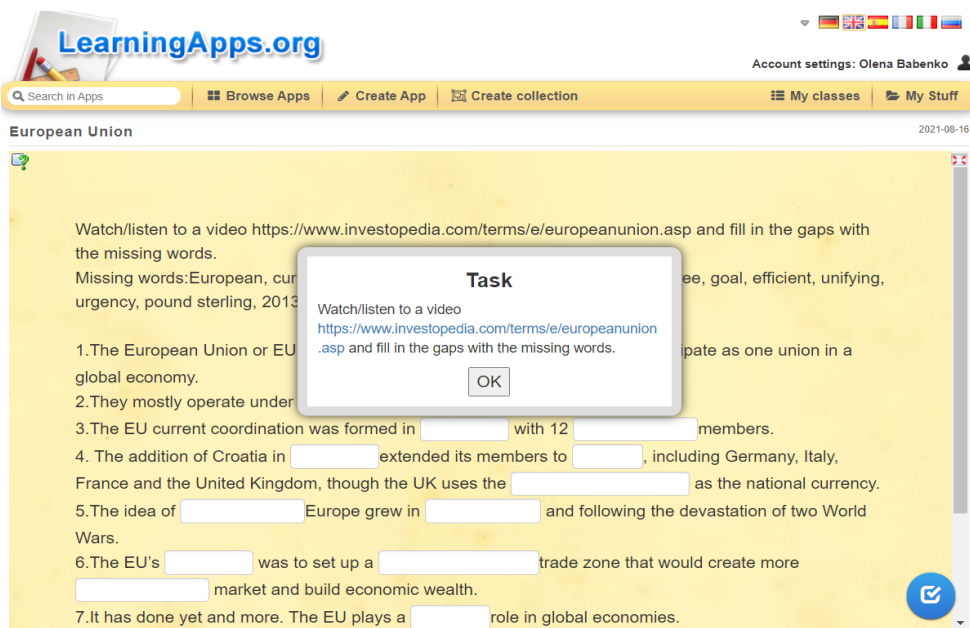 LearningApps.org
Account settings: Olena Babenko
Search in Apps Browse Apps Create App Create collection My classes My Stuff
European Union 2021-08-16
Watch/listen to a video https://www.investopedia.com/terms/e/europeanunion.asp and fill in the gaps with
the missing words.
Missing words:European, cur ee, goal, efficient, unifying,
urgency, pound sterling, 2013
Task
Watch/listen to a video
https://www.investopedia.com/terms/e/europeanunion
.asp and fill in the gaps with the missing words.
OK
1.The European Union or EU ipate as one union in a
global economy.
2.They mostly operate under
3.The EU current coordination was formed in with 12 members.
4. The addition of Croatia in extended its members to , including Germany, Italy,
France and the United Kingdom, though the UK uses the as the national currency.
5.The idea of Europe grew in and following the devastation of two World
Wars.
6.The EU's was to set up a trade zone that would create more
market and build economic wealth.
7.It has done yet and more. The EU plays a role in global economies.